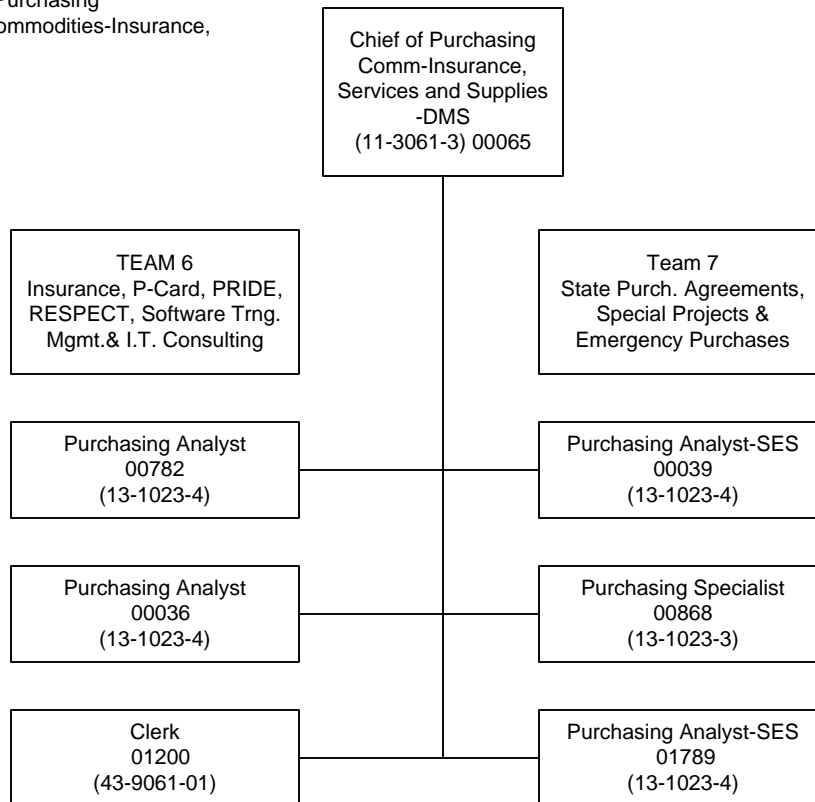 Purchasing
ommodities-Insurance,
Chief of Purchasing
Comm-Insurance,
Services and Supplies
-DMS
(11-3061-3) 00065
TEAM 6
Insurance, P-Card, PRIDE,
RESPECT, Software Trng.
Mgmt.& I.T. Consulting
Team 7
State Purch. Agreements,
Special Projects &
Emergency Purchases
Purchasing Analyst
00782
(13-1023-4)
Purchasing Analyst-SES
00039
(13-1023-4)
Purchasing Analyst
00036
(13-1023-4)
Purchasing Specialist
00868
(13-1023-3)
Clerk
01200
(43-9061-01)
Purchasing Analyst-SES
01789
(13-1023-4)